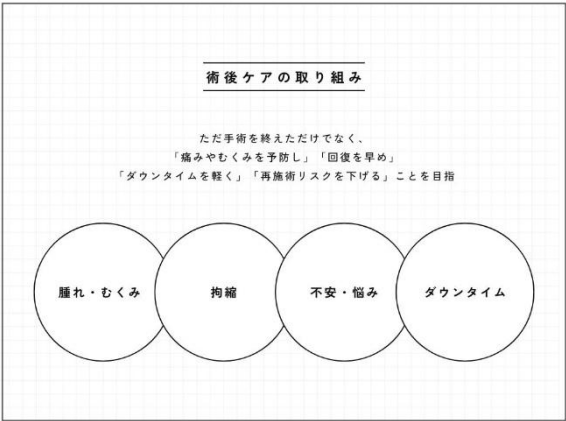 術後ケアの取り組み
ただ手術を終えただけでなく、
「痛みやむくみを予防し」「回復を早め」
「ダウンタイムを軽く」「再施術リスクを下げる」ことを目指
腫れ・むくみ
拘縮
不安・悩み
ダウンタイム